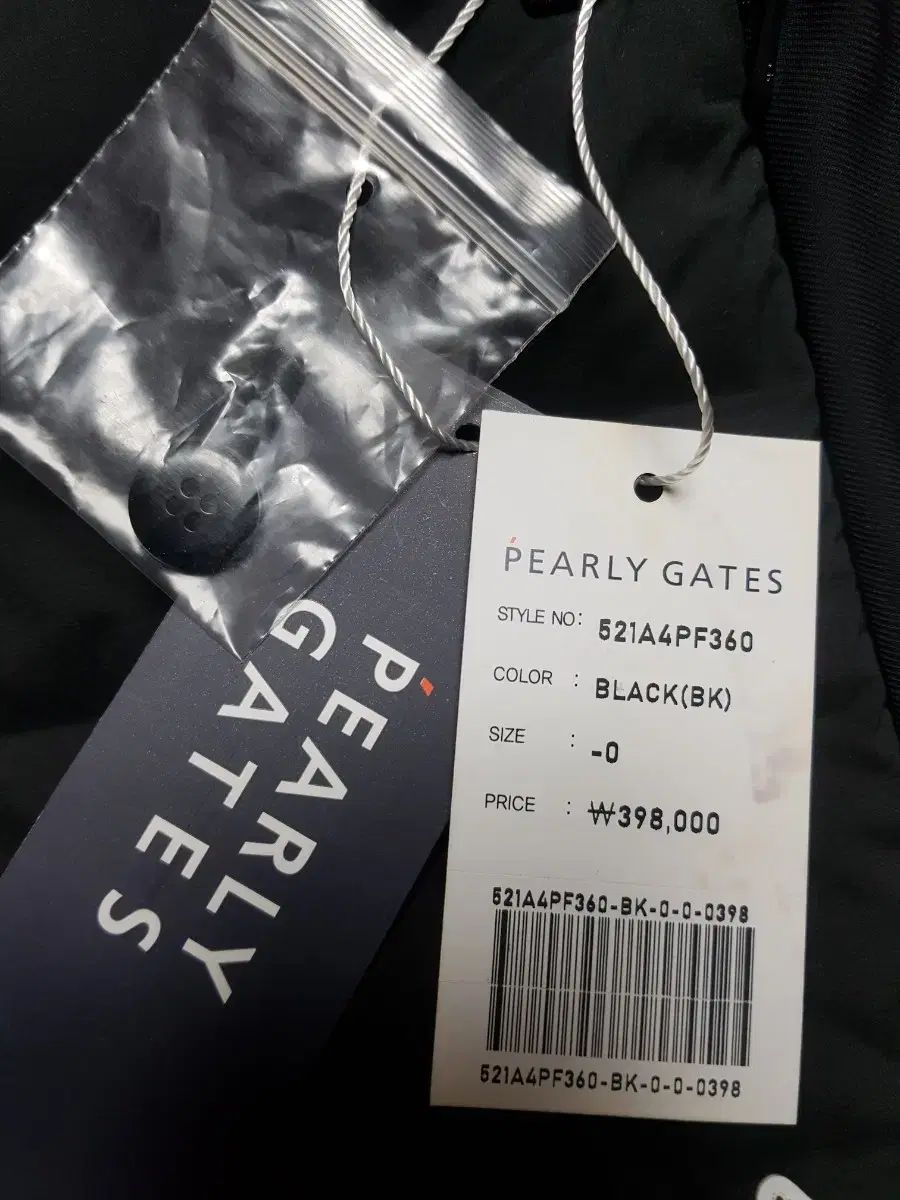 PEARLY GATES
STYLE NO: 521A4PF360
COLOR : BLACK(BK)
SIZE : -0
PRICE : ₩398,000
521A4PF360-BK-0-0-0398
521A4PF360-BK-0-0-0398
PEARLY
GATES